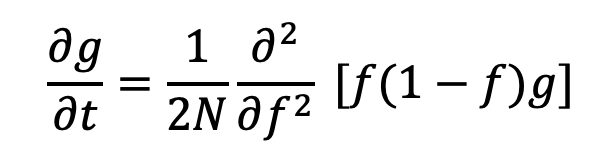 ∂g/∂t = 1/2N ∂²/∂f² [f(1 − f)g]